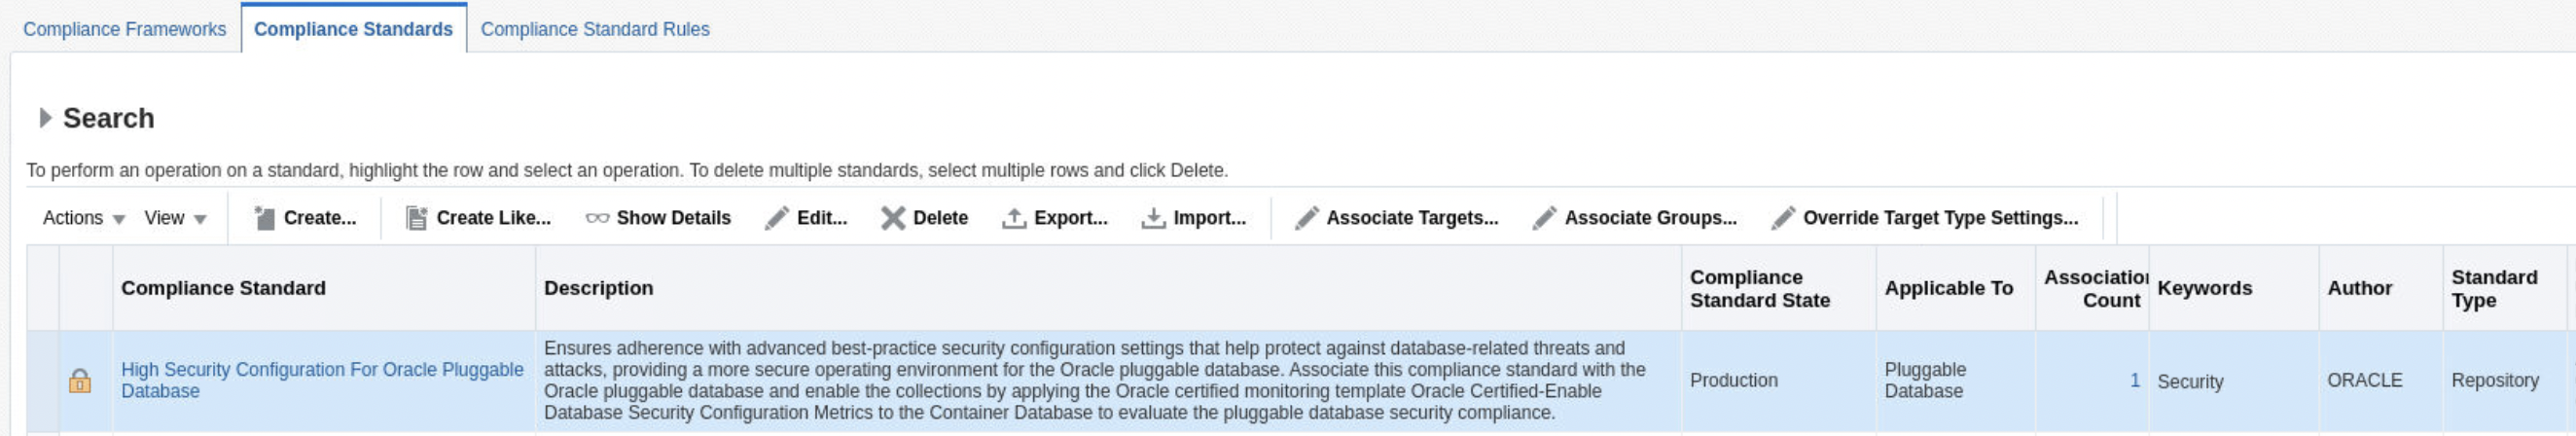 Compliance Frameworks Compliance Standards Compliance Standard Rules
Search
To perform an operation on a standard, highlight the row and select an operation. To delete multiple standards, select multiple rows and click Delete.
Actions View Create... Create Like... Show Details Edit... Delete Export... Import... Associate Targets... Associate Groups... Override Target Type Settings...
Compliance Standard
Description
Compliance
Standard State
Applicable To
Association
Count
Keywords
Author
Standard
Type
High Security Configuration For Oracle Pluggable
Database
Ensures adherence with advanced best-practice security configuration settings that help protect against database-related threats and
attacks, providing a more secure operating environment for the Oracle pluggable database. Associate this compliance standard with the
Oracle pluggable database and enable the collections by applying the Oracle certified monitoring template Oracle Certified-Enable
Database Security Configuration Metrics to the Container Database to evaluate the pluggable database security compliance.
Production
Pluggable
Database
1
Security
ORACLE
Repository